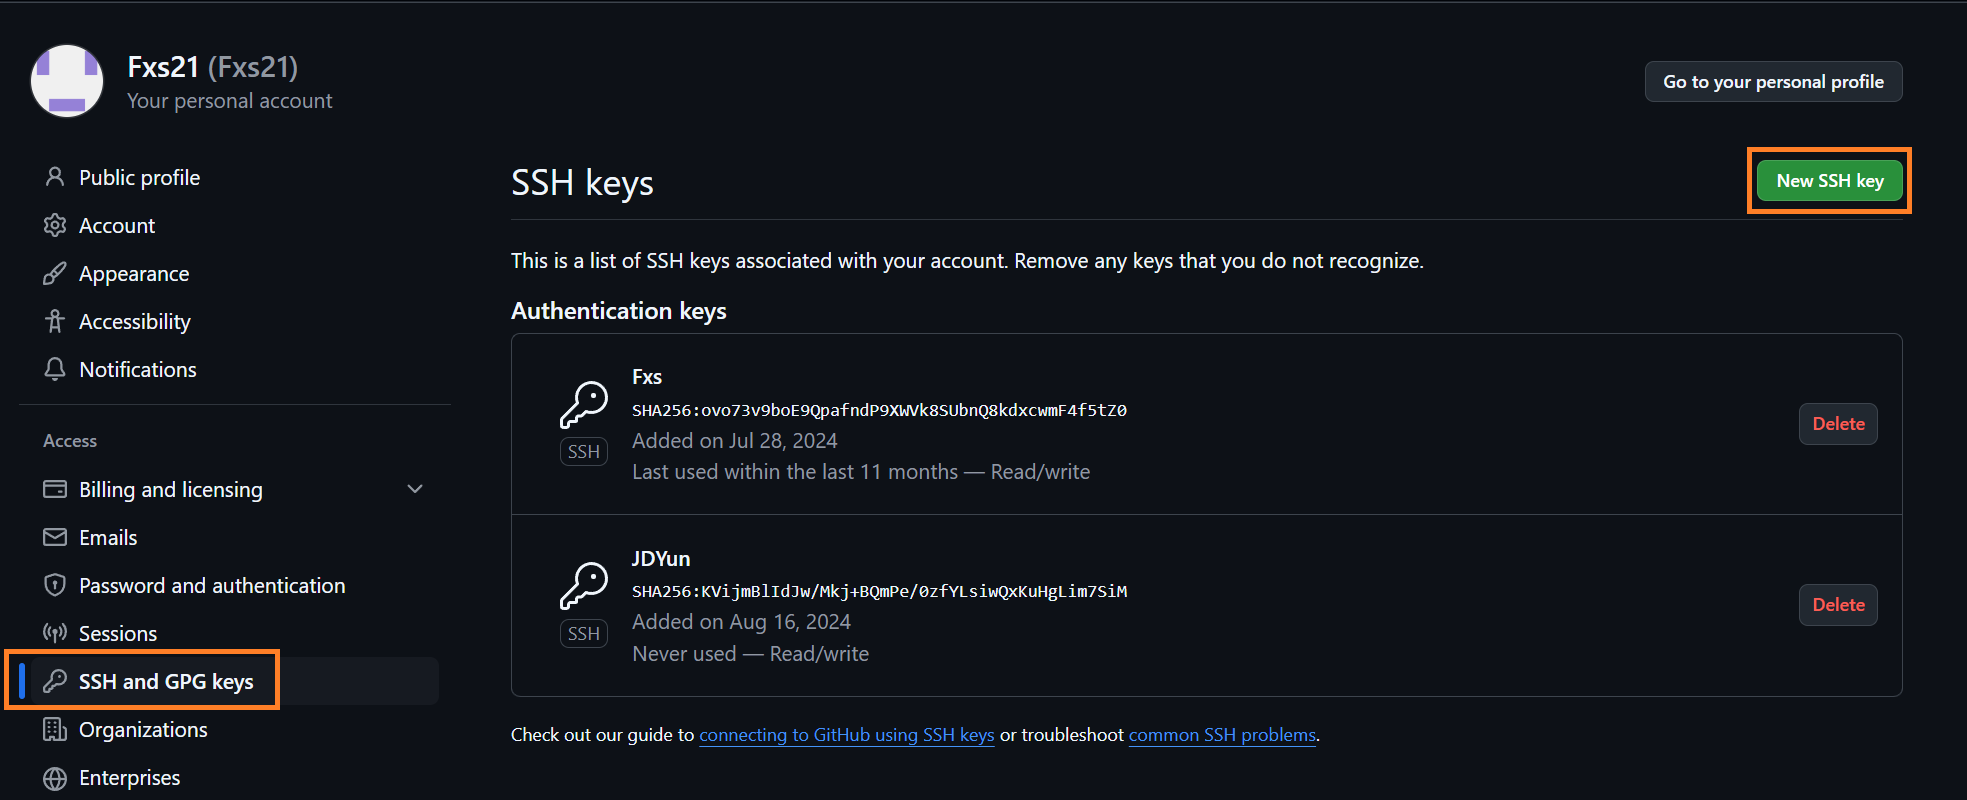 Fxs21 (Fxs21)
Your personal account
Go to your personal profile
Public profile
Account
Appearance
Accessibility
Notifications
Access
Billing and licensing
Emails
Password and authentication
Sessions
SSH and GPG keys
Organizations
Enterprises
SSH keys
New SSH key
This is a list of SSH keys associated with your account. Remove any keys that you do not recognize.
Authentication keys
Fxs
SHA256:ovo73v9boE9QpafndP9XWVk8SUbnQ8kdxcwmF4f5tZ0
Added on Jul 28, 2024
Last used within the last 11 months — Read/write
SSH
Delete
JDYun
SHA256:KVijmBlIdJw/Mkj+BQmPe/0zfYLsiwQxKuHgLim7SiM
Added on Aug 16, 2024
Never used — Read/write
SSH
Delete
Check out our guide to connecting to GitHub using SSH keys or troubleshoot common SSH problems.